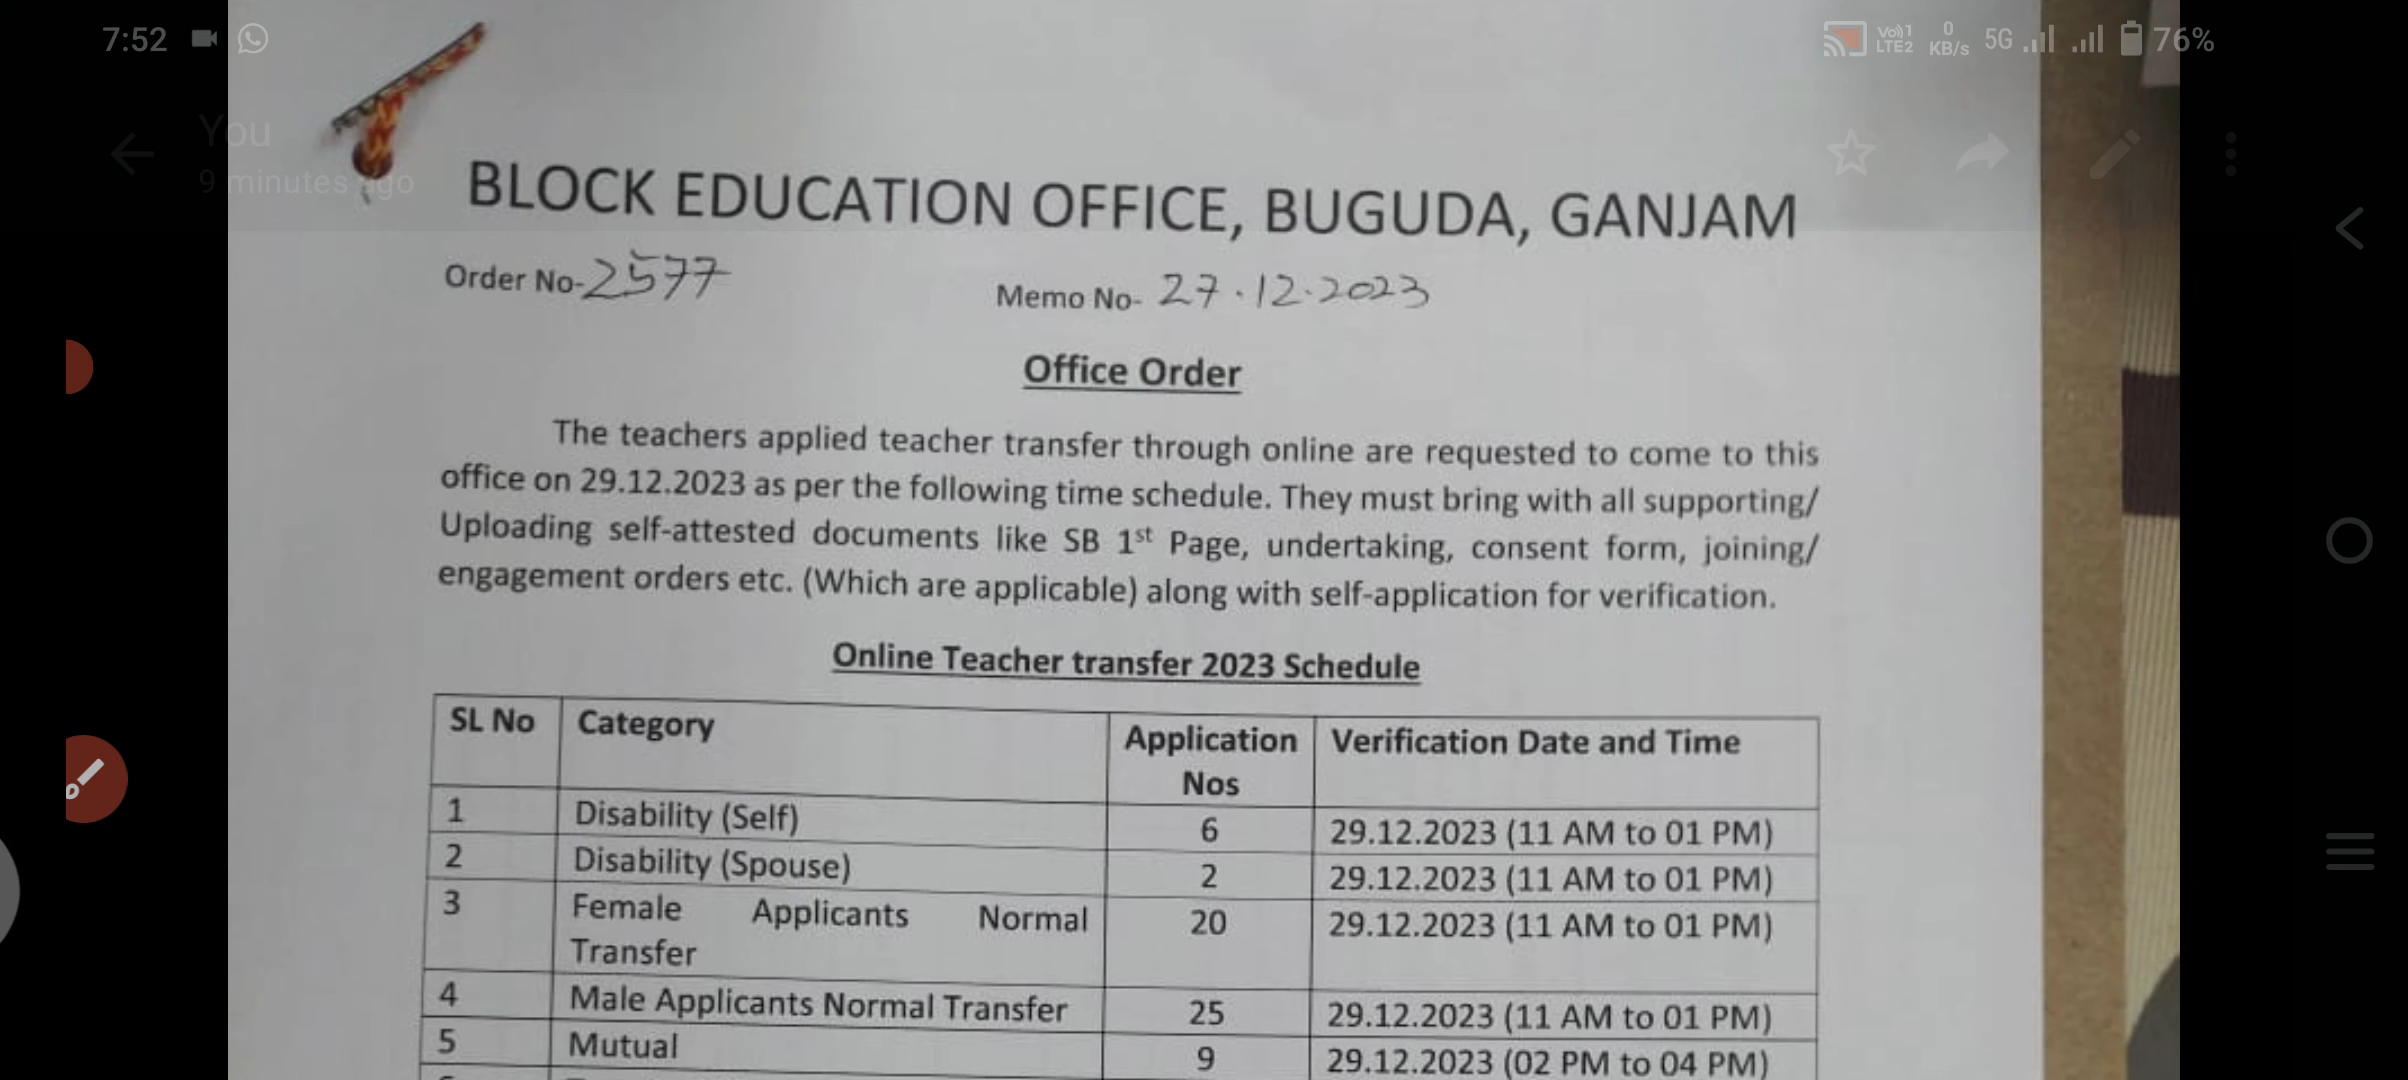 7:52
Vo))1 LTE2 0 KB/s 5G 76%
You
9 minutes ago
BLOCK EDUCATION OFFICE, BUGUDA, GANJAM
Order No-2577 Memo No- 27.12.2023
Office Order
The teachers applied teacher transfer through online are requested to come to this
office on 29.12.2023 as per the following time schedule. They must bring with all supporting/
Uploading self-attested documents like SB 1st Page, undertaking, consent form, joining/
engagement orders etc. (Which are applicable) along with self-application for verification.
Online Teacher transfer 2023 Schedule
SL No Category Application Nos Verification Date and Time
1 Disability (Self) 6 29.12.2023 (11 AM to 01 PM)
2 Disability (Spouse) 2 29.12.2023 (11 AM to 01 PM)
3 Female Applicants Normal Transfer 20 29.12.2023 (11 AM to 01 PM)
4 Male Applicants Normal Transfer 25 29.12.2023 (11 AM to 01 PM)
5 Mutual 9 29.12.2023 (02 PM to 04 PM)